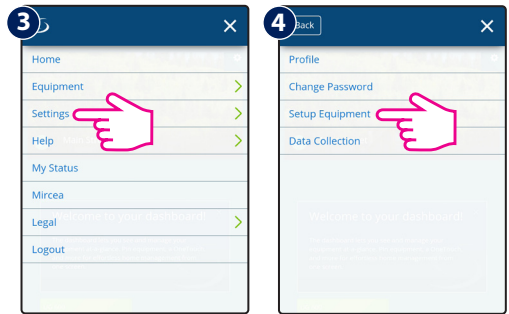 3
Home
Equipment
Settings
Help
My Status
Mircea
Legal
Welcome to your dashboard!
Logout
4
Back
Profile
Change Password
Setup Equipment
Data Collection
Welcome to your dashboard!